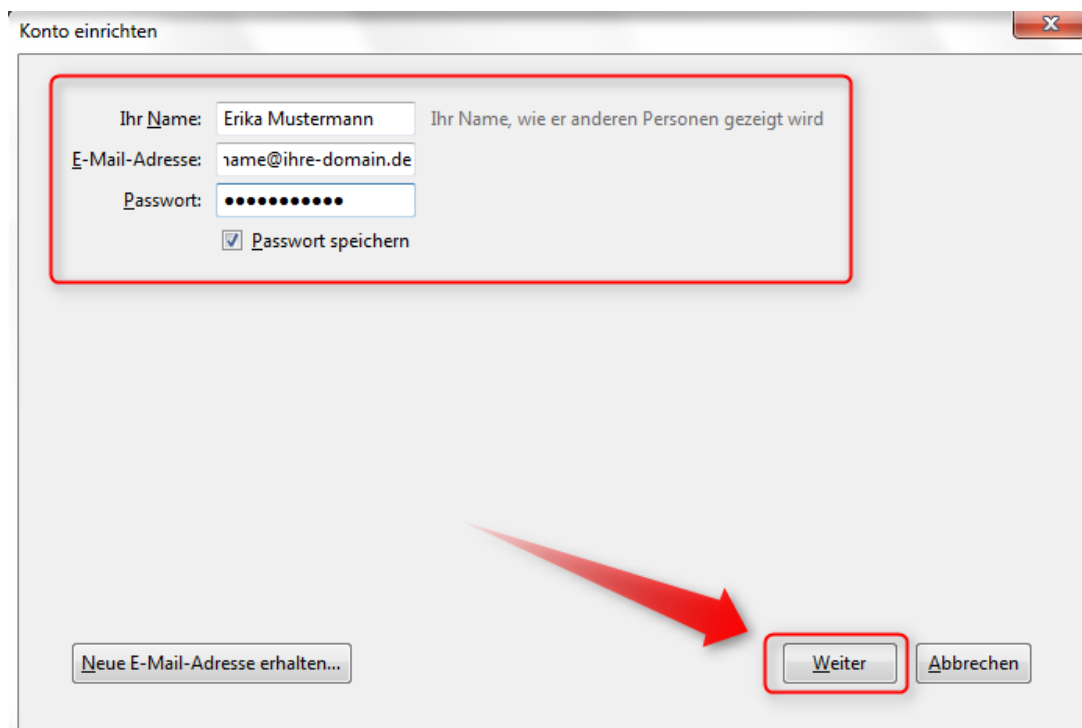 Konto einrichten
Ihr Name: Erika Mustermann Ihr Name, wie er anderen Personen gezeigt wird
E-Mail-Adresse: name@ihre-domain.de
Passwort: •••••••••••
Passwort speichern
Neue E-Mail-Adresse erhalten... Weiter Abbrechen